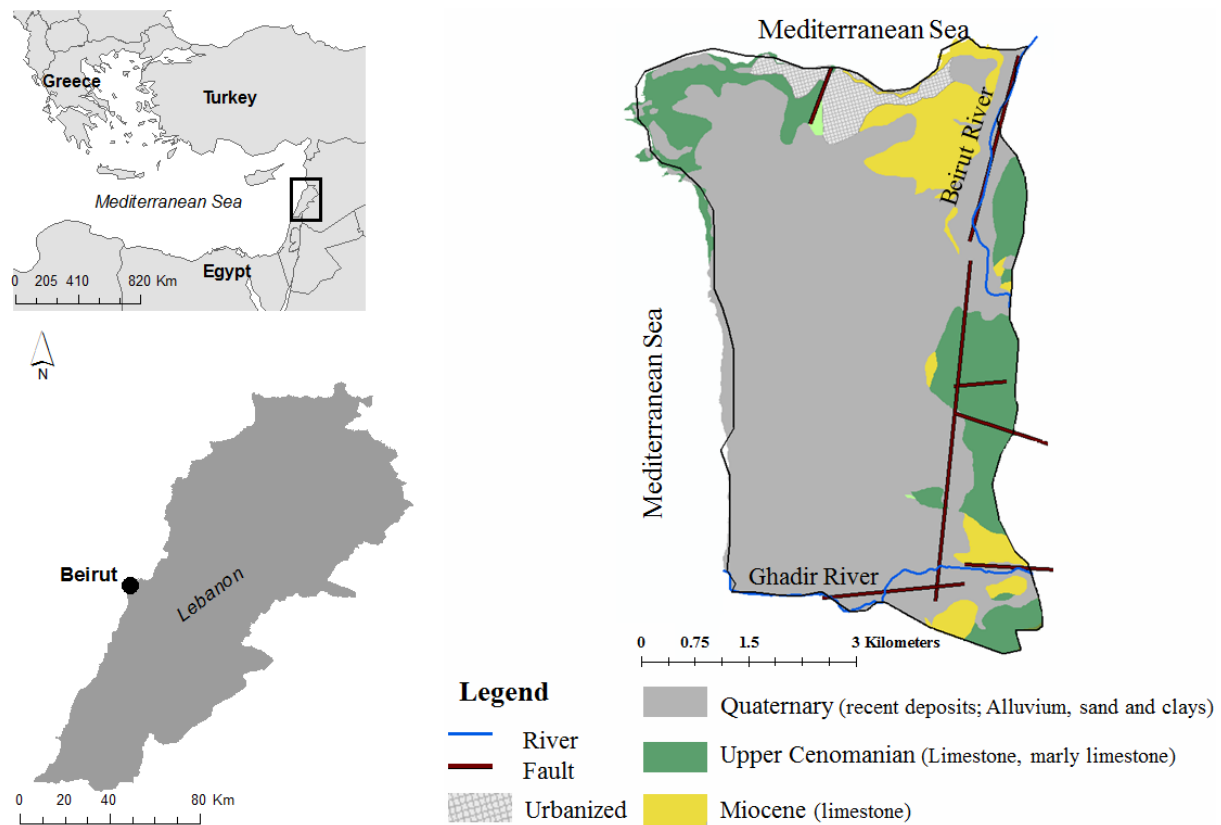 Greece
Turkey
Mediterranean Sea
Egypt
0 205 410 820 Km
N
Beirut
Lebanon
0 20 40 80 Km
Mediterranean Sea
Beirut River
Mediterranean Sea
Ghadir River
0 0.75 1.5 3 Kilometers
Legend
River
Fault
Urbanized
Quaternary (recent deposits; Alluvium, sand and clays)
Upper Cenomanian (Limestone, marly limestone)
Miocene (limestone)